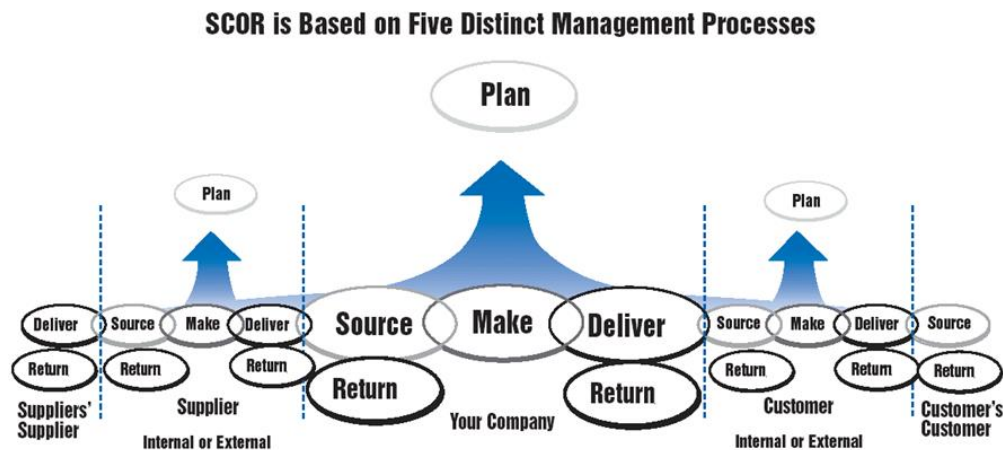 SCOR is Based on Five Distinct Management Processes
Plan
Plan
Plan
Deliver
Source
Make
Deliver
Source
Make
Deliver
Source
Make
Deliver
Source
Return
Return
Return
Return
Return
Return
Return
Return
Suppliers'
Supplier
Supplier
Internal or External
Your Company
Customer
Internal or External
Customer's
Customer